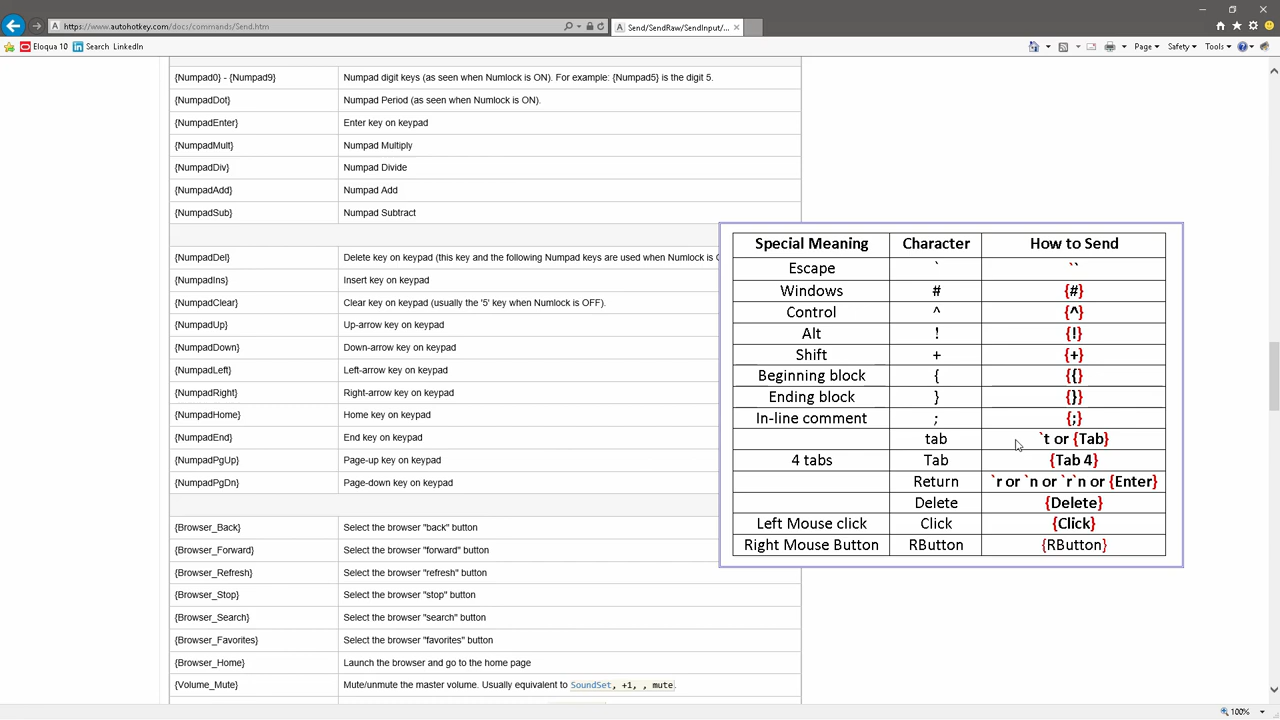 https://www.autohotkey.com/docs/commands/Send.htm
Send/SendRaw/SendInput/...
Eloqua 10 Search LinkedIn
Page Safety Tools
{Numpad0} - {Numpad9} Numpad digit keys (as seen when Numlock is ON). For example: {Numpad5} is the digit 5.
{NumpadDot} Numpad Period (as seen when Numlock is ON).
{NumpadEnter} Enter key on keypad
{NumpadMult} Numpad Multiply
{NumpadDiv} Numpad Divide
{NumpadAdd} Numpad Add
{NumpadSub} Numpad Subtract
{NumpadDel} Delete key on keypad (this key and the following Numpad keys are used when Numlock is
{NumpadIns} Insert key on keypad
{NumpadClear} Clear key on keypad (usually the '5' key when Numlock is OFF).
{NumpadUp} Up-arrow key on keypad
{NumpadDown} Down-arrow key on keypad
{NumpadLeft} Left-arrow key on keypad
{NumpadRight} Right-arrow key on keypad
{NumpadHome} Home key on keypad
{NumpadEnd} End key on keypad
{NumpadPgUp} Page-up key on keypad
{NumpadPgDn} Page-down key on keypad
{Browser_Back} Select the browser "back" button
{Browser_Forward} Select the browser "forward" button
{Browser_Refresh} Select the browser "refresh" button
{Browser_Stop} Select the browser "stop" button
{Browser_Search} Select the browser "search" button
{Browser_Favorites} Select the browser "favorites" button
{Browser_Home} Launch the browser and go to the home page
{Volume_Mute} Mute/unmute the master volume. Usually equivalent to SoundSet, +1, , mute.
Special Meaning Character How to Send
Escape ` ``
Windows # {#}
Control ^ {^}
Alt ! {!}
Shift + {+}
Beginning block { {{}
Ending block } {}}
In-line comment ; {;}
tab `t or {Tab}
4 tabs Tab {Tab 4}
Return `r or `n or `r`n or {Enter}
Delete {Delete}
Left Mouse click Click {Click}
Right Mouse Button RButton {RButton}
100%